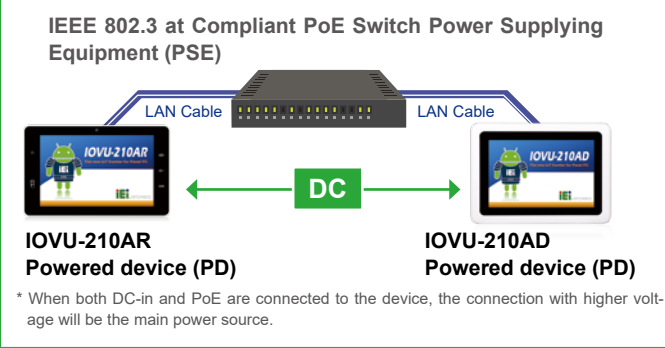 IEEE 802.3 at Compliant PoE Switch Power Supplying
Equipment (PSE)
LAN Cable
LAN Cable
IOVU-210AR
IOVU-210AD
iEi
iEi
DC
IOVU-210AR
Powered device (PD)
IOVU-210AD
Powered device (PD)
* When both DC-in and PoE are connected to the device, the connection with higher volt-
age will be the main power source.